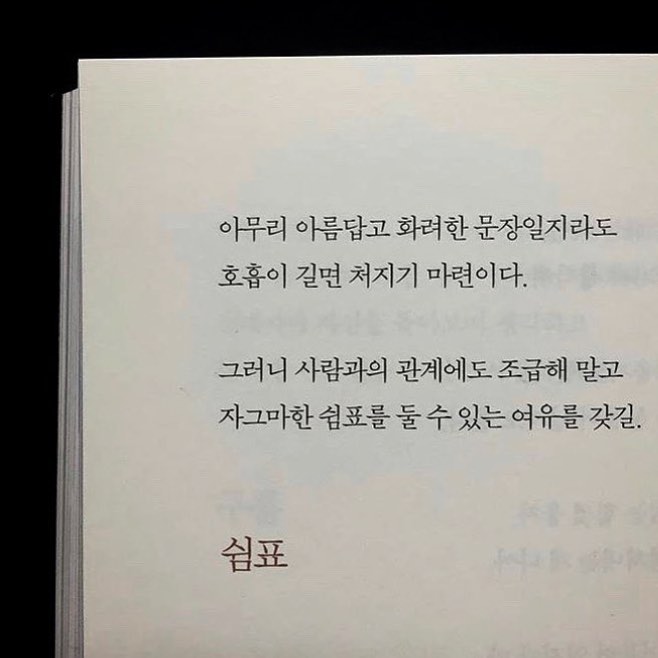 아무리 아름답고 화려한 문장일지라도
호흡이 길면 처지기 마련이다.
그러니 사람과의 관계에도 조급해 말고
자그마한 쉼표를 둘 수 있는 여유를 갖길.
쉼표